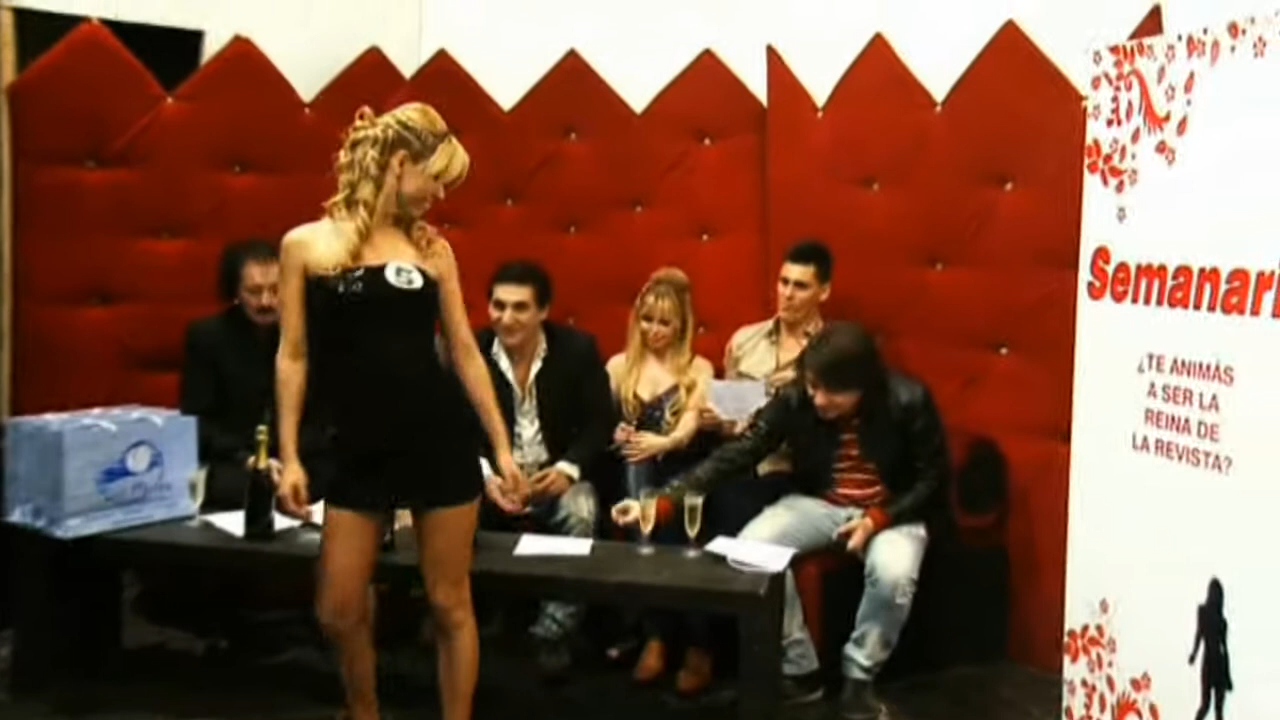 Semanari
¿TE ANIMÁS
A SER LA
REINA DE
LA REVISTA?